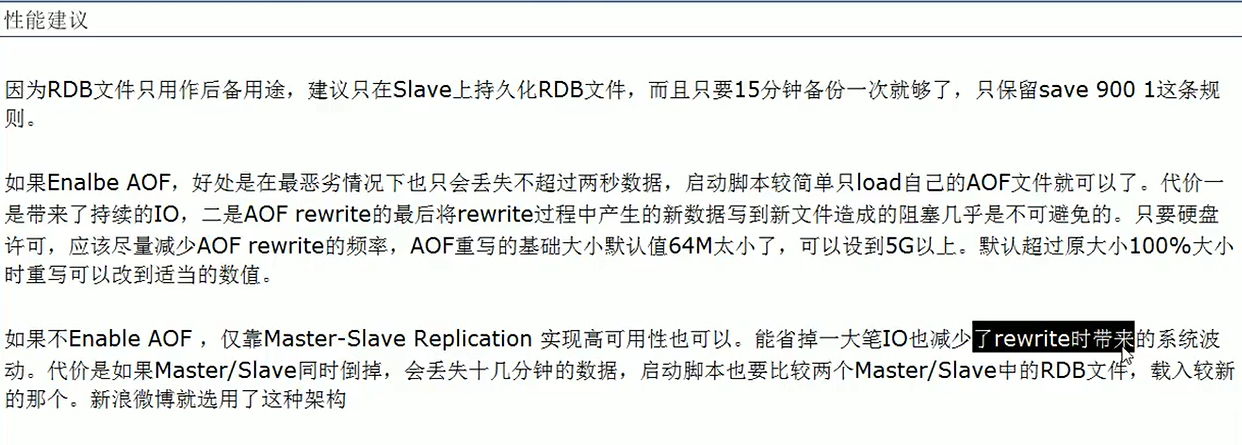 性能建议
因为RDB文件只用作后备用途，建议只在Slave上持久化RDB文件，而且只要15分钟备份一次就够了，只保留save 900 1这条规
则。
如果Enalbe AOF，好处是在最恶劣情况下也只会丢失不超过两秒数据，启动脚本较简单只load自己的AOF文件就可以了。代价一
是带来了持续的IO，二是AOF rewrite的最后将rewrite过程中产生的新数据写到新文件造成的阻塞几乎是不可避免的。只要硬盘
许可，应该尽量减少AOF rewrite的频率，AOF重写的基础大小默认值64M太小了，可以设到5G以上。默认超过原大小100%大小
时重写可以改到适当的数值。
如果不Enable AOF ，仅靠Master-Slave Replication 实现高可用性也可以。能省掉一大笔IO也减少了rewrite时带来的系统波
动。代价是如果Master/Slave同时倒掉，会丢失十几分钟的数据，启动脚本也要比较两个Master/Slave中的RDB文件，载入较新
的那个。新浪微博就选用了这种架构